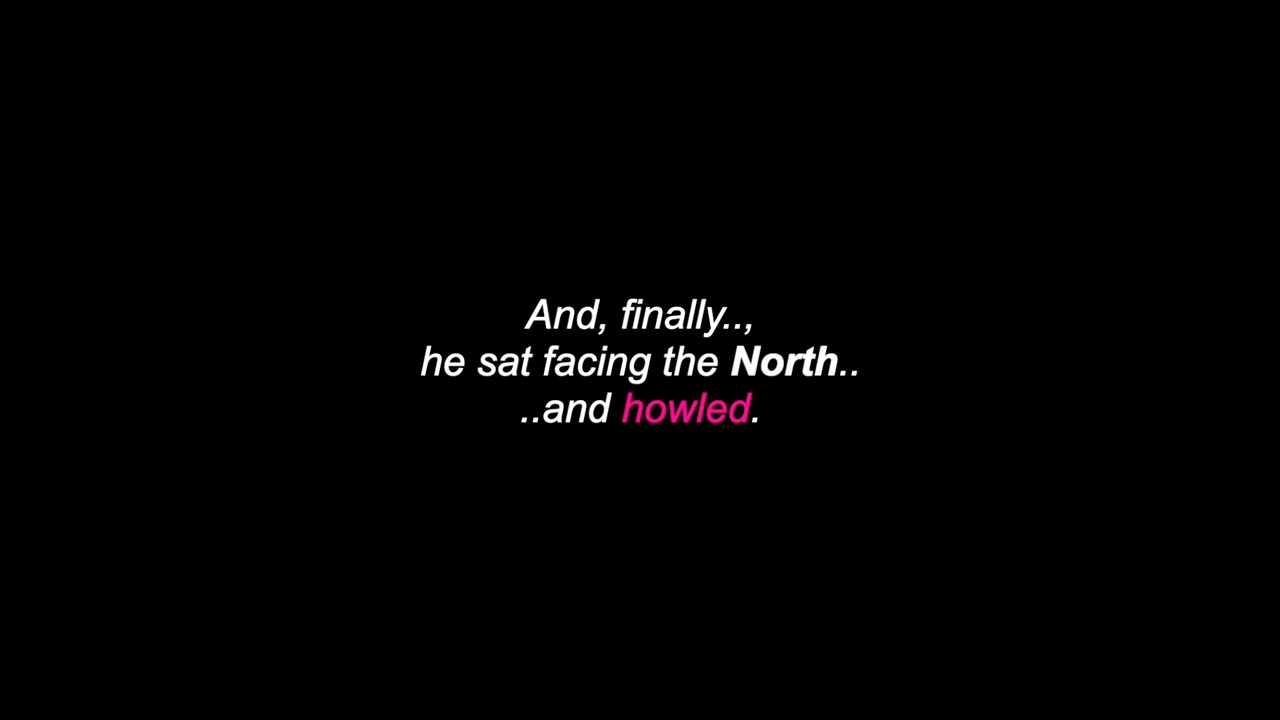 And, finally..,
he sat facing the North..
..and howled.